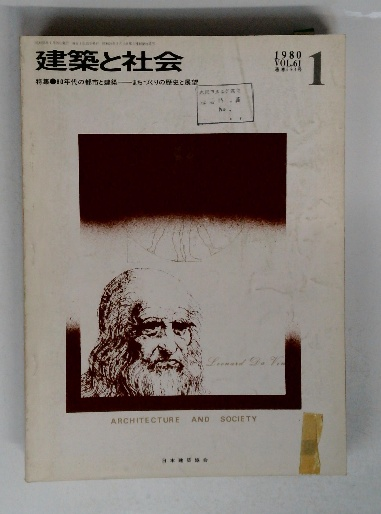 建築と社会
1980
VOL.61
1
特集●80年代の都市と建築――まちづくりの歴史と展望
No.
Leonard Da Vin
ARCHITECTURE AND SOCIETY
日本建築協会